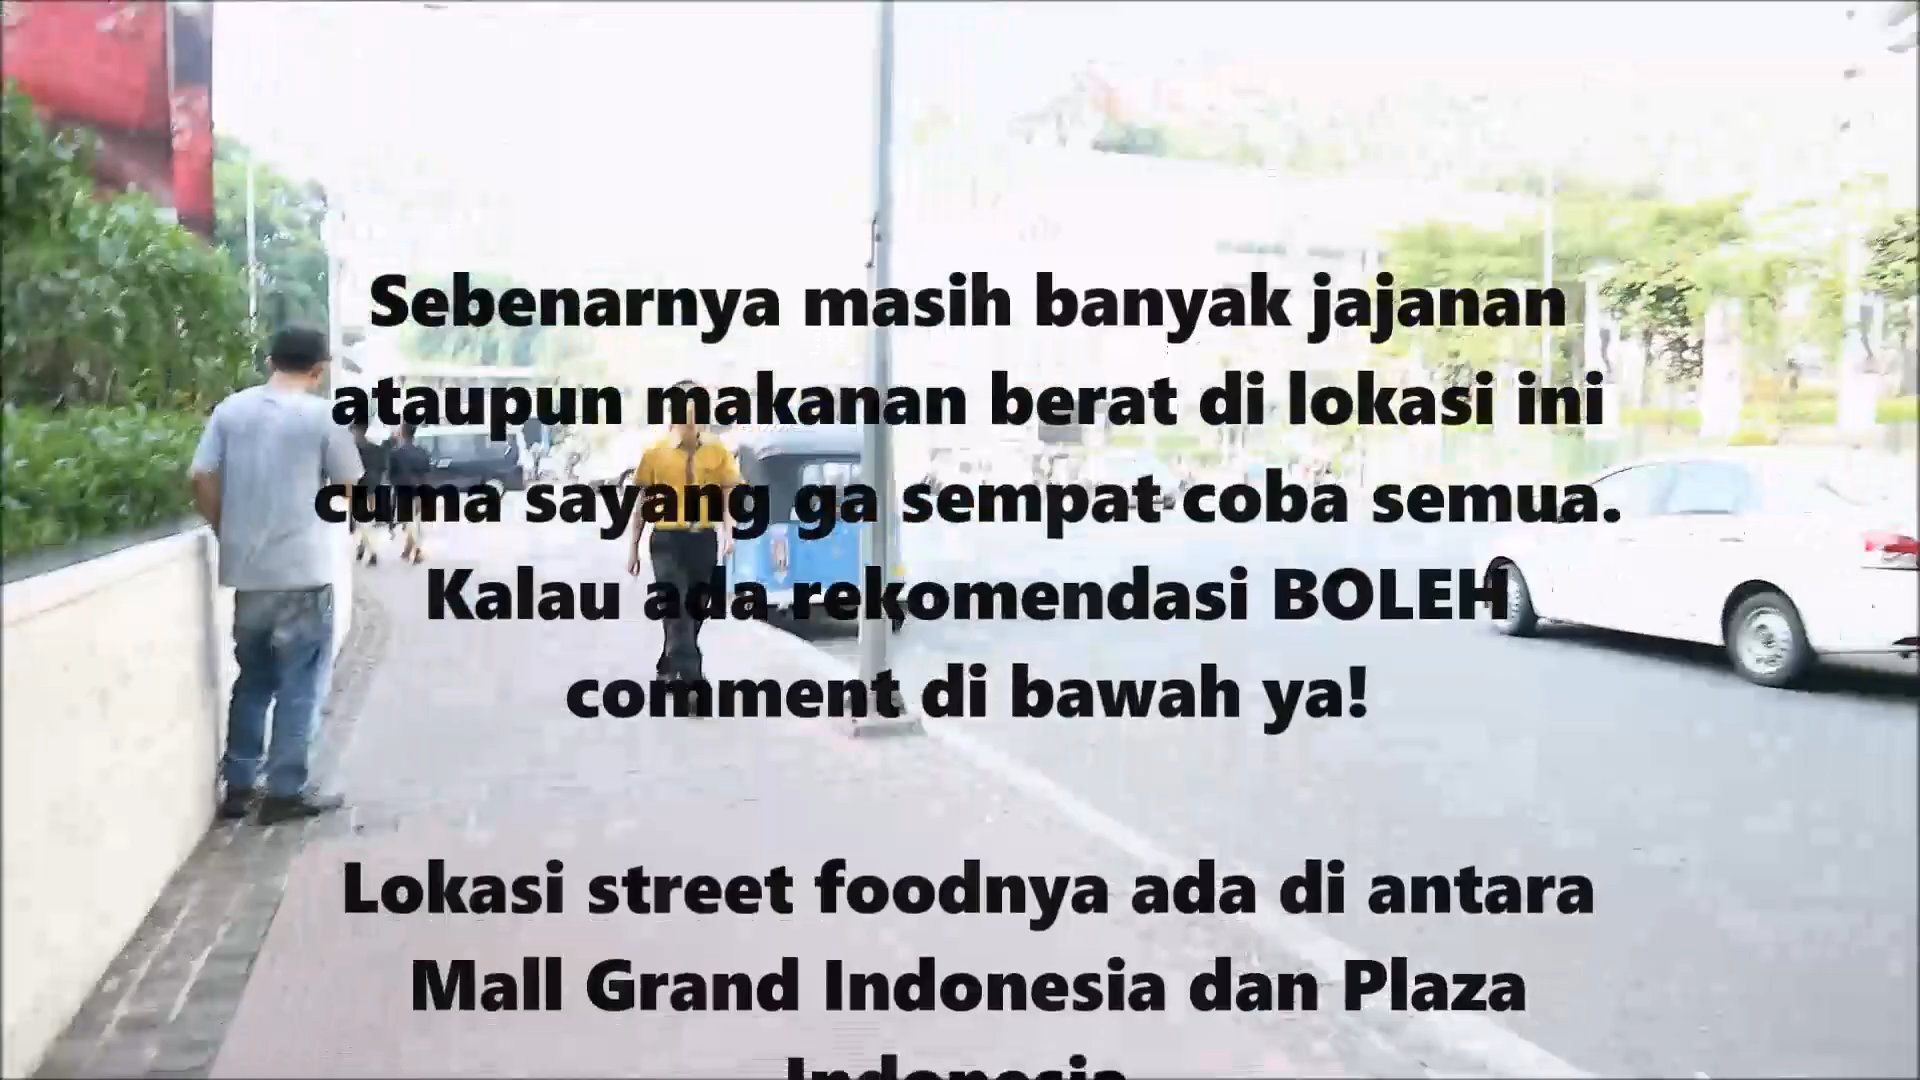 Sebenarnya masih banyak jajanan
ataupun makanan berat di lokasi ini
cuma sayang ga sempat coba semua.
Kalau ada rekomendasi BOLEH
comment di bawah ya!
Lokasi street foodnya ada di antara
Mall Grand Indonesia dan Plaza
Indonesia